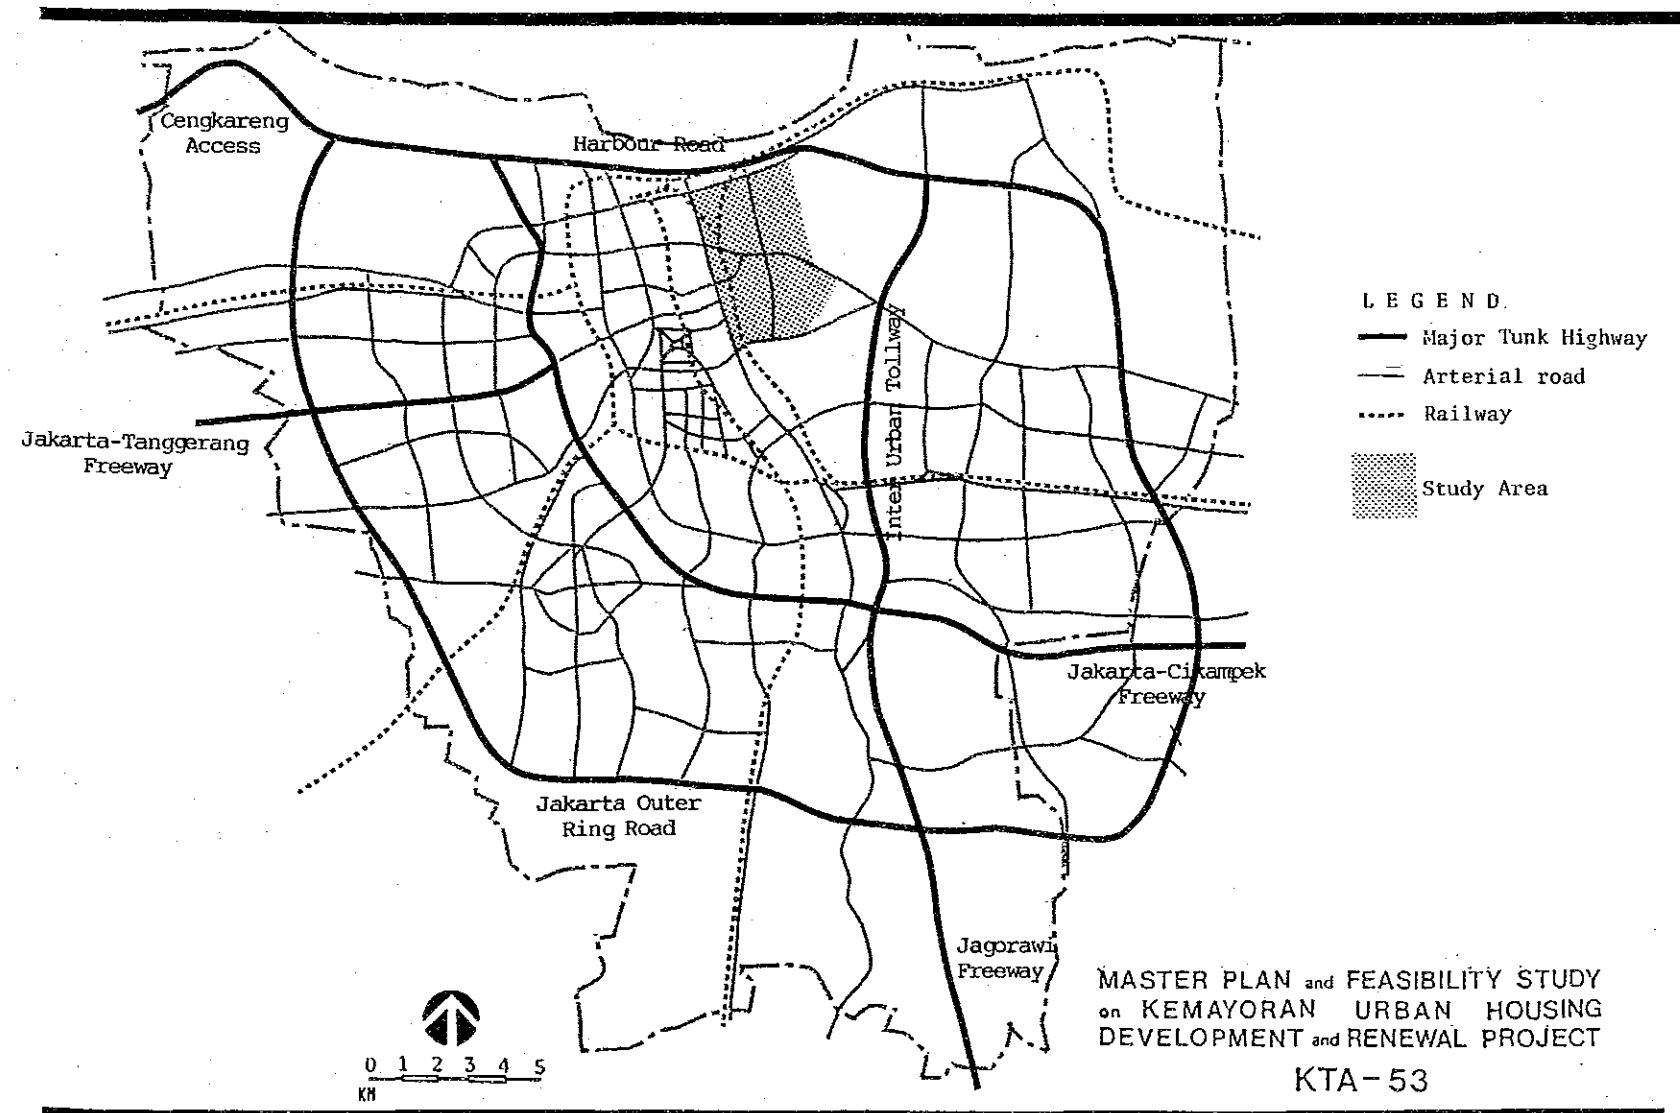 Cengkareng
Access
Harbour Road
L E G E N D.
Major Tunk Highway
Arterial road
Railway
Study Area
Inter Urban Tollway
Jakarta-Tanggerang
Freeway
Jakarta-Cikampek
Freeway
Jakarta Outer
Ring Road
Jagorawi
Freeway
MASTER PLAN and FEASIBILITY STUDY
on KEMAYORAN URBAN HOUSING
DEVELOPMENT and RENEWAL PROJECT
KTA-53
0 1 2 3 4 5
KM